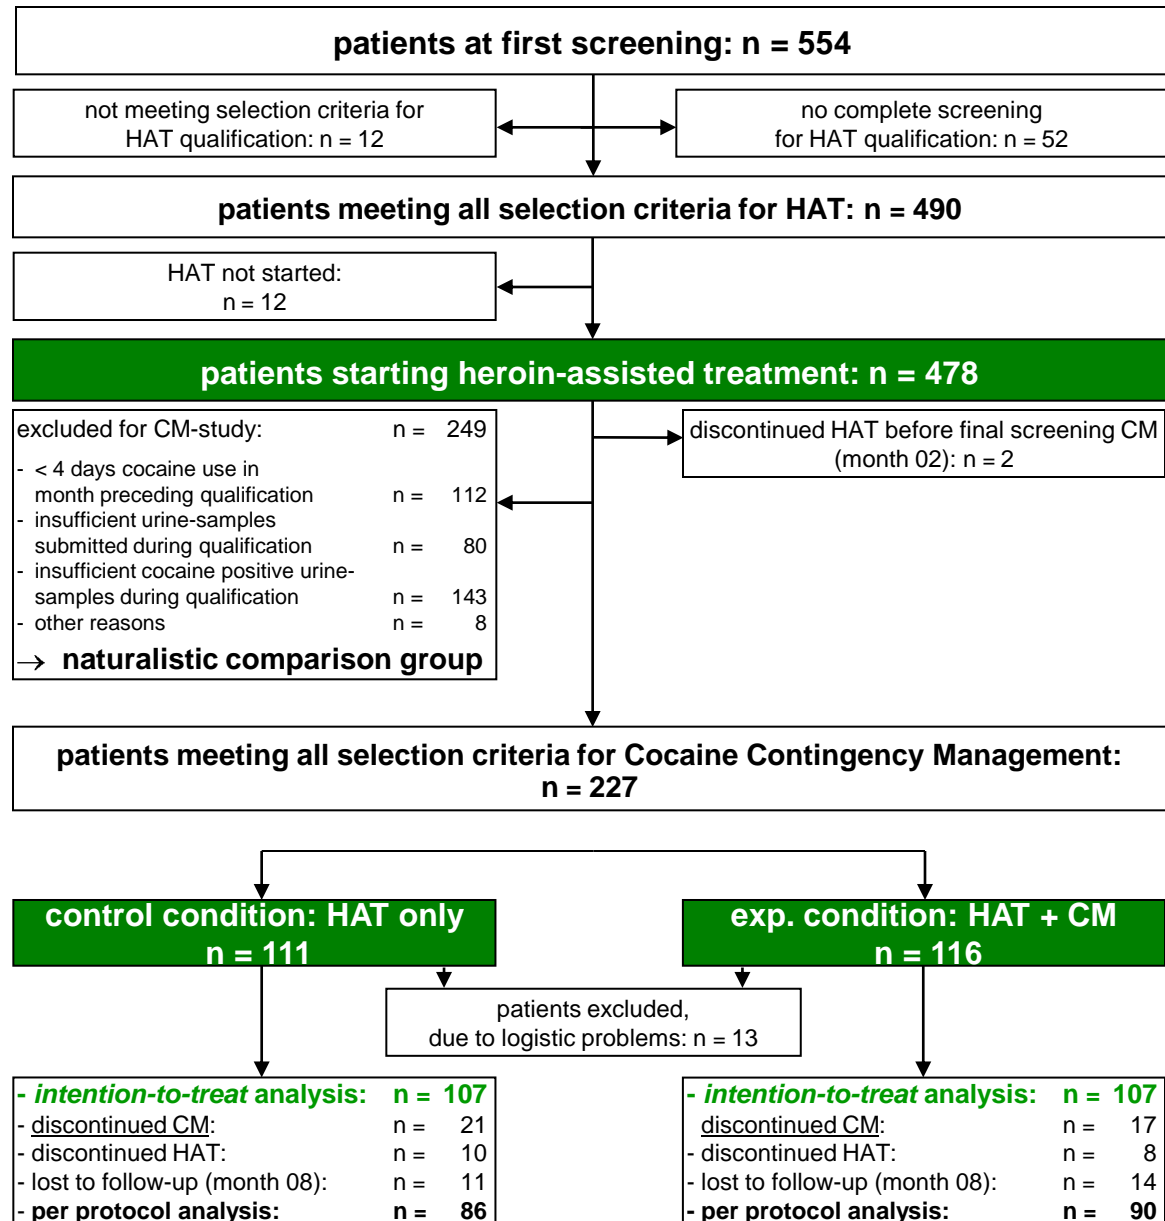 patients at first screening: n = 554
not meeting selection criteria for
HAT qualification: n = 12
no complete screening
for HAT qualification: n = 52
patients meeting all selection criteria for HAT: n = 490
HAT not started:
n = 12
patients starting heroin-assisted treatment: n = 478
excluded for CM-study: n = 249
- < 4 days cocaine use in
month preceding qualification n = 112
- insufficient urine-samples
submitted during qualification n = 80
- insufficient cocaine positive urine-
samples during qualification n = 143
- other reasons n = 8
→ naturalistic comparison group
discontinued HAT before final screening CM
(month 02): n = 2
patients meeting all selection criteria for Cocaine Contingency Management:
n = 227
control condition: HAT only
n = 111
exp. condition: HAT + CM
n = 116
patients excluded,
due to logistic problems: n = 13
- intention-to-treat analysis: n = 107
- discontinued CM: n = 21
- discontinued HAT: n = 10
- lost to follow-up (month 08): n = 11
- per protocol analysis: n = 86
- intention-to-treat analysis: n = 107
discontinued CM: n = 17
- discontinued HAT: n = 8
- lost to follow-up (month 08): n = 14
- per protocol analysis: n = 90